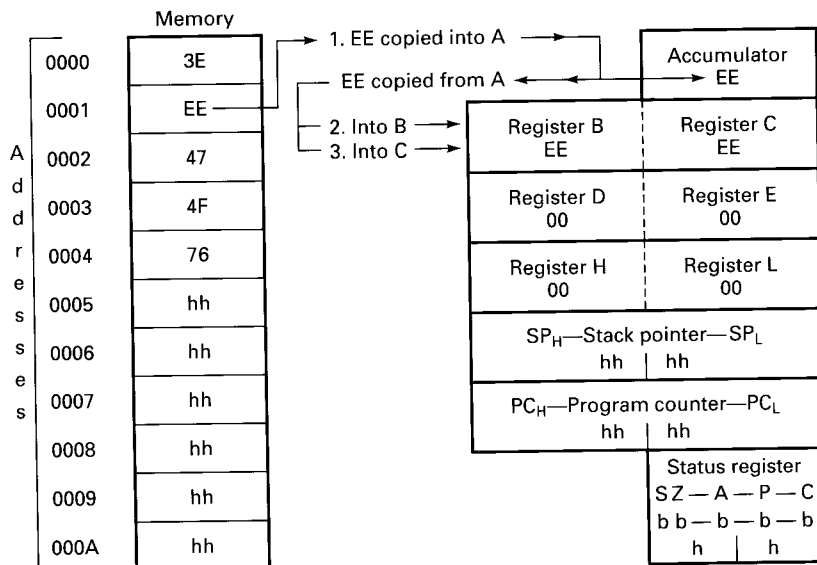 Memory
Addresses
0000 3E
0001 EE
0002 47
0003 4F
0004 76
0005 hh
0006 hh
0007 hh
0008 hh
0009 hh
000A hh
1. EE copied into A
EE copied from A
2. Into B
3. Into C
Accumulator
EE
Register B
EE
Register C
EE
Register D
00
Register E
00
Register H
00
Register L
00
SPH—Stack pointer—SPL
hh hh
PCH—Program counter—PCL
hh hh
Status register
S Z — A — P — C
b b — b — b — b
h h